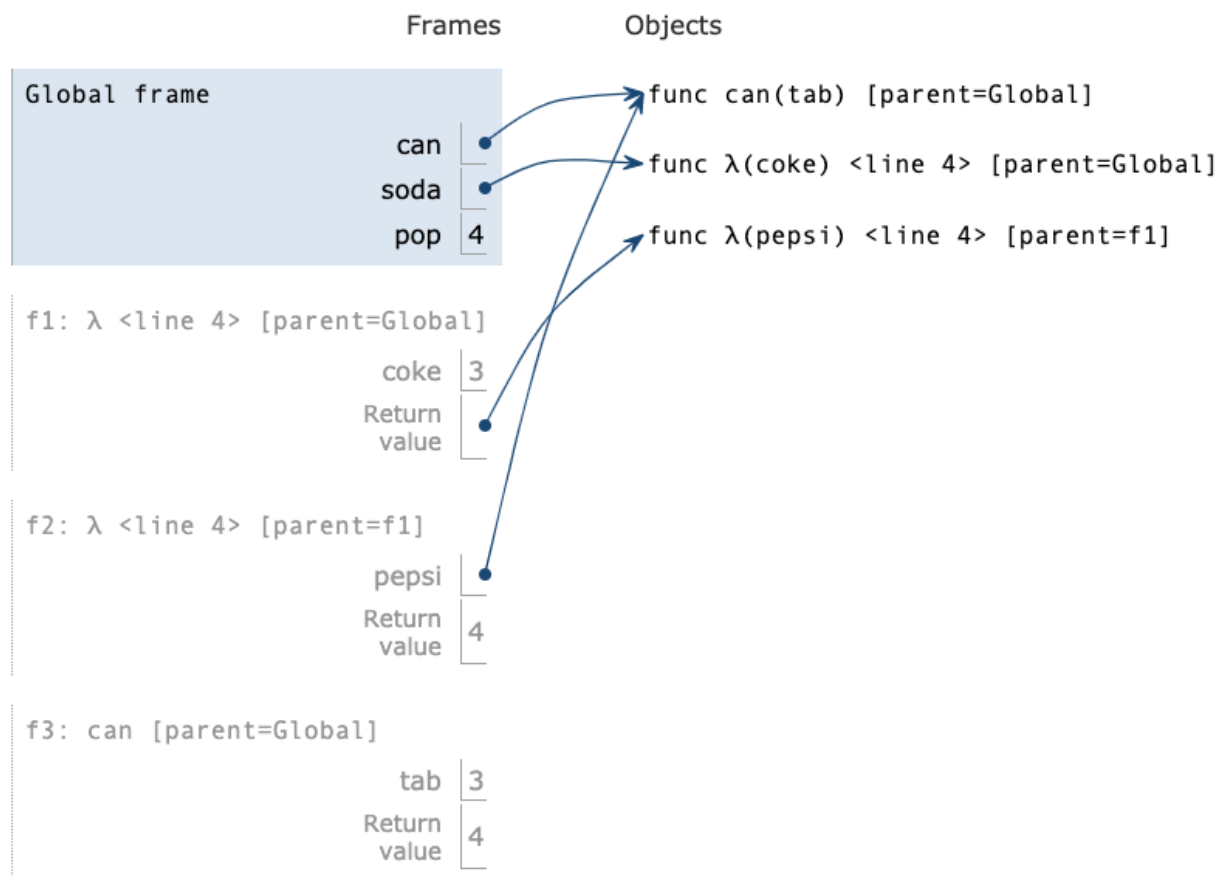 Frames Objects
Global frame
func can(tab) [parent=Global]
can
func λ(coke) <line 4> [parent=Global]
soda
pop 4
func λ(pepsi) <line 4> [parent=f1]
f1: λ <line 4> [parent=Global]
coke 3
Return
value
f2: λ <line 4> [parent=f1]
pepsi
Return
value 4
f3: can [parent=Global]
tab 3
Return
value 4